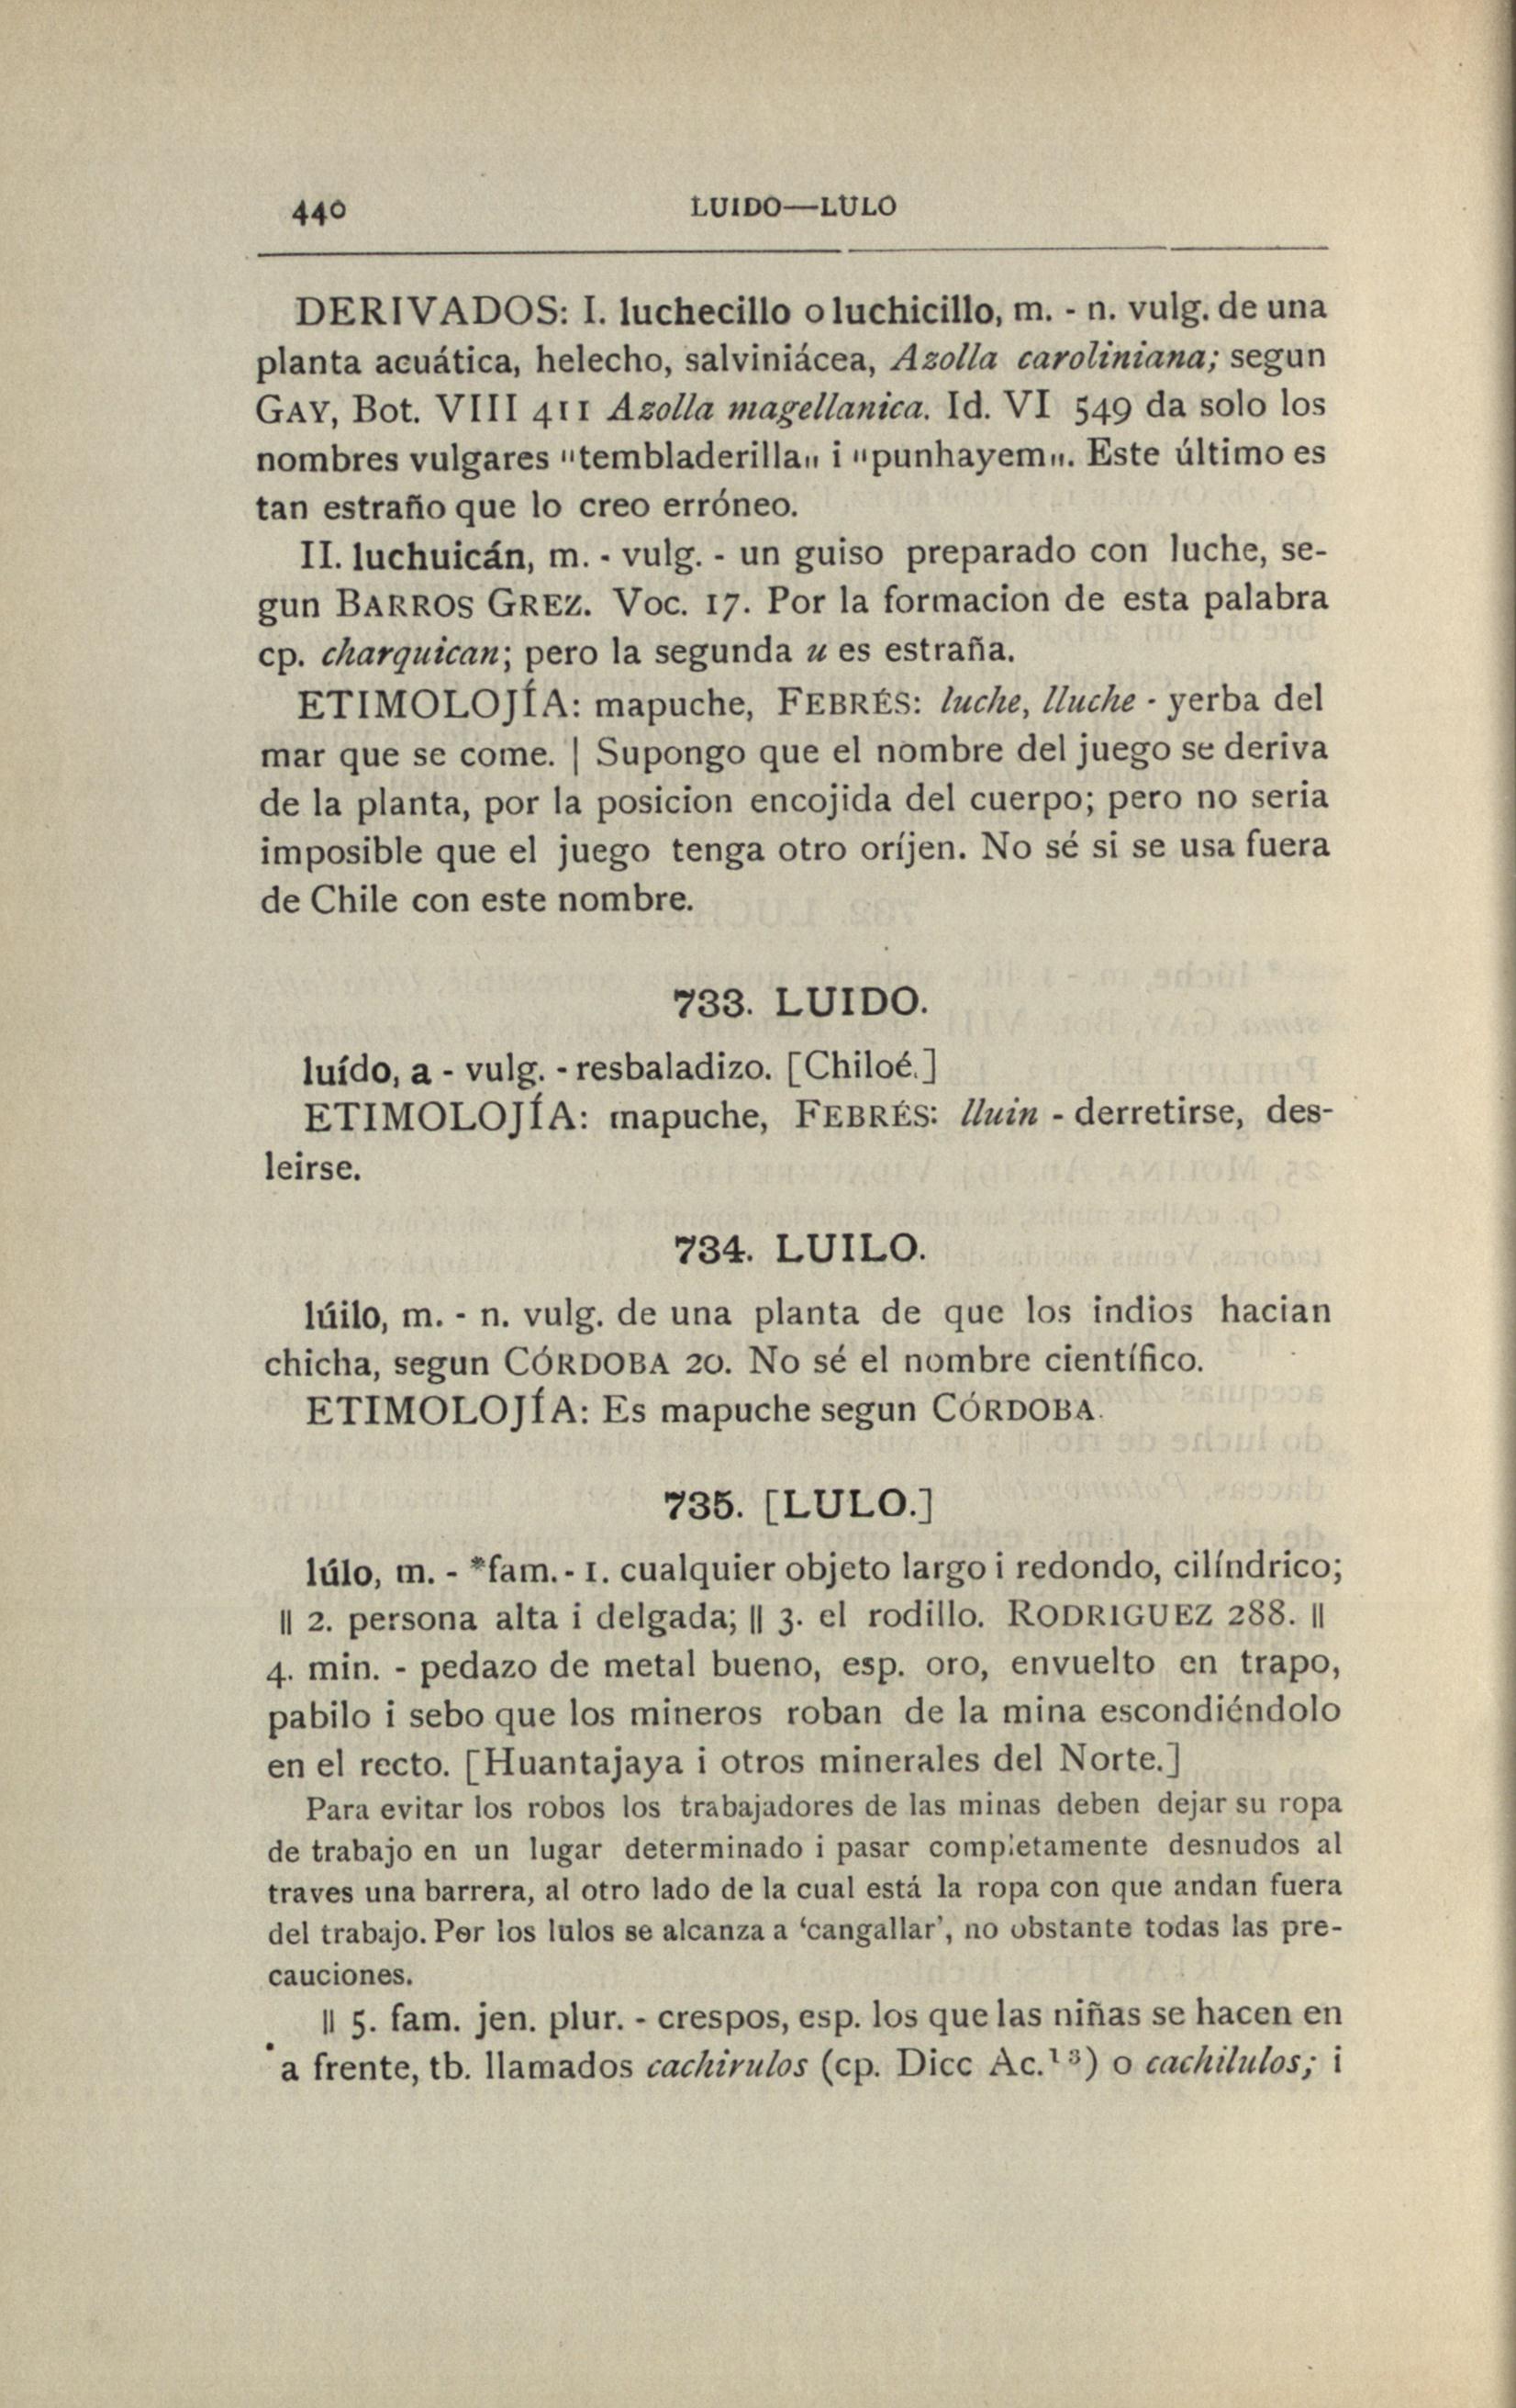 440
LUIDO—LULO
DERIVADOS: I. luchecillo o luchicillo, m. - n. vulg. de una
planta acuática, helecho, salviniácea, Azolla caroliniana; segun
GAY, Bot. VIII 411 Azolla magellanica. Id. VI 549 da solo los
nombres vulgares "tembladerilla„ i "punhayem„. Este último es
tan estraño que lo creo erróneo.
II. luchuicán, m. - vulg. - un guiso preparado con luche, se-
gun BARROS GREZ. Voc. 17. Por la formacion de esta palabra
cp. charquican; pero la segunda u es estraña.
ETIMOLOJÍA: mapuche, FEBRÉS: luche, lluche - yerba del
mar que se come. | Supongo que el nombre del juego se deriva
de la planta, por la posicion encojida del cuerpo; pero no seria
imposible que el juego tenga otro oríjen. No sé si se usa fuera
de Chile con este nombre.
733. LUIDO.
luído, a - vulg. - resbaladizo. [Chiloé.]
ETIMOLOJÍA: mapuche, FEBRÉS: lluin - derretirse, des-
leirse.
734. LUILO.
lúilo, m. - n. vulg. de una planta de que los indios hacian
chicha, segun CÓRDOBA 20. No sé el nombre científico.
ETIMOLOJÍA: Es mapuche segun CÓRDOBA.
735. [LULO.]
lúlo, m. - *fam. - 1. cualquier objeto largo i redondo, cilíndrico;
|| 2. persona alta i delgada; || 3. el rodillo. RODRIGUEZ 288. ||
4. min. - pedazo de metal bueno, esp. oro, envuelto en trapo,
pabilo i sebo que los mineros roban de la mina escondiéndolo
en el recto. [Huantajaya i otros minerales del Norte.]
Para evitar los robos los trabajadores de las minas deben dejar su ropa
de trabajo en un lugar determinado i pasar completamente desnudos al
traves una barrera, al otro lado de la cual está la ropa con que andan fuera
del trabajo. Por los lulos se alcanza a ‘cangallar’, no obstante todas las pre-
cauciones.
|| 5. fam. jen. plur. - crespos, esp. los que las niñas se hacen en
a frente, tb. llamados cachirulos (cp. Dicc Ac.¹³) o cachilulos; i